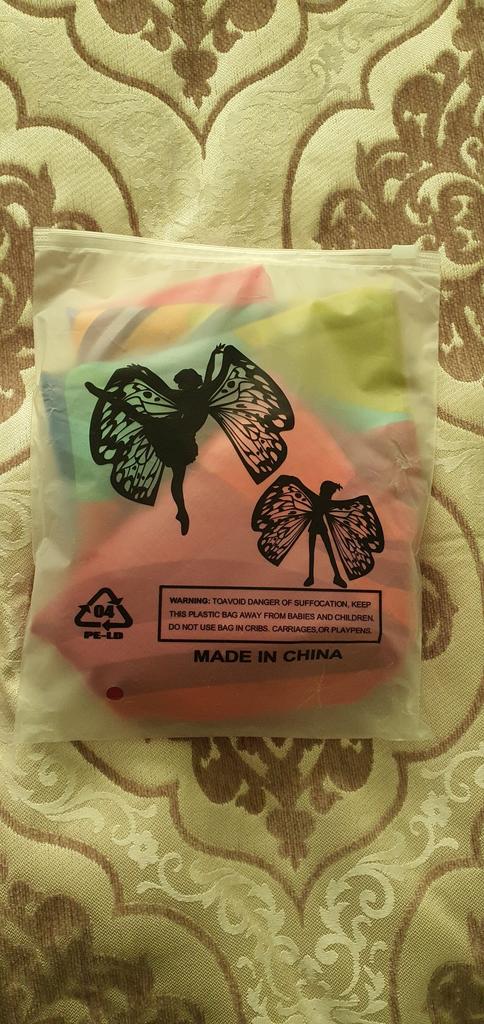 WARNING: TOAVOID DANGER OF SUFFOCATION, KEEP
THIS PLASTIC BAG AWAY FROM BABIES AND CHILDREN.
DO NOT USE BAG IN CRIBS. CARRIAGES,OR PLAYPENS.
04
PE-LD
MADE IN CHINA